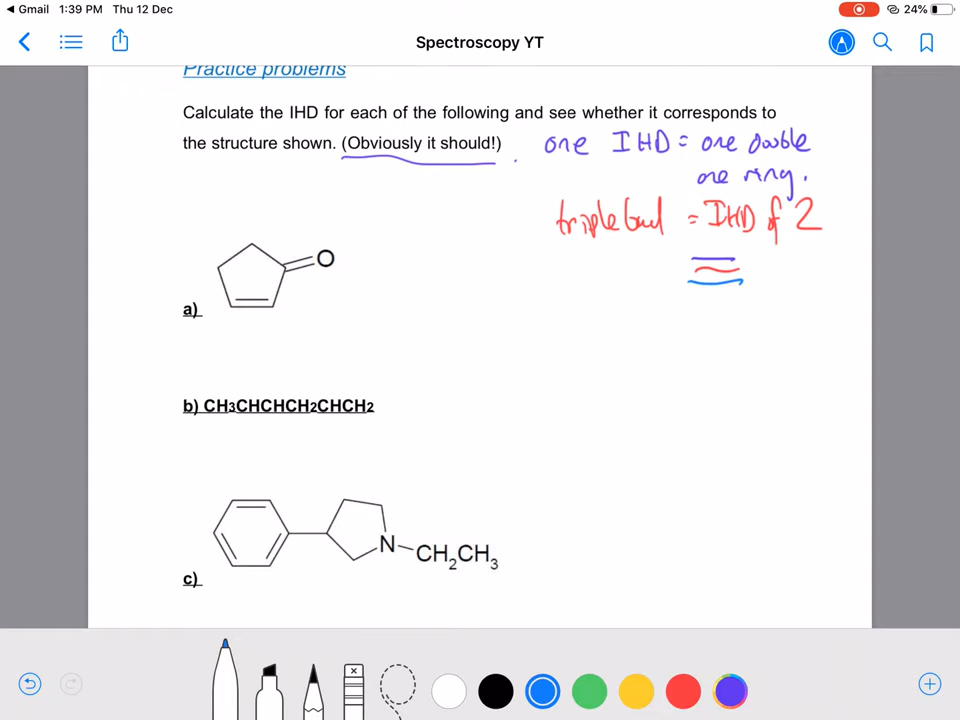 Gmail 1:39 PM Thu 12 Dec 24%
Spectroscopy YT
Practice problems
Calculate the IHD for each of the following and see whether it corresponds to
the structure shown. (Obviously it should!)
one IHD = one double
one ring.
triple bond = IHD of 2
O
a)
b) CH3CHCHCH2CHCH2
N CH2CH3
c)